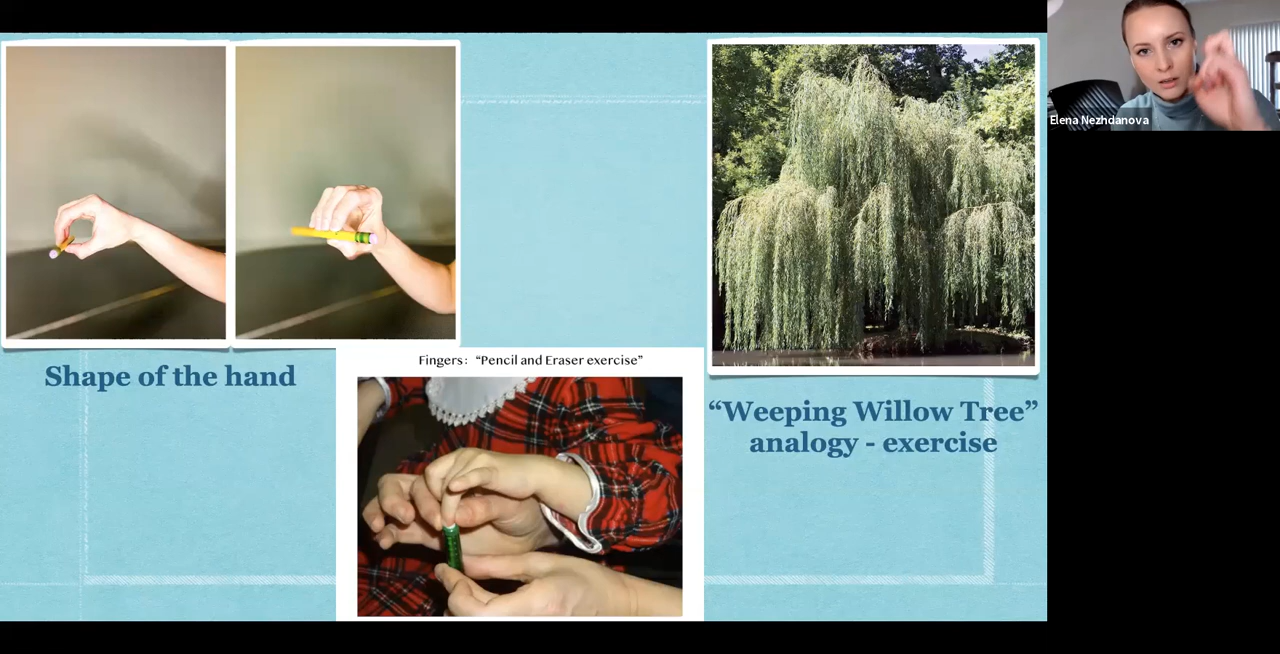 Elena Nezhdanova
Fingers: “Pencil and Eraser exercise”
Shape of the hand
“Weeping Willow Tree”
analogy - exercise